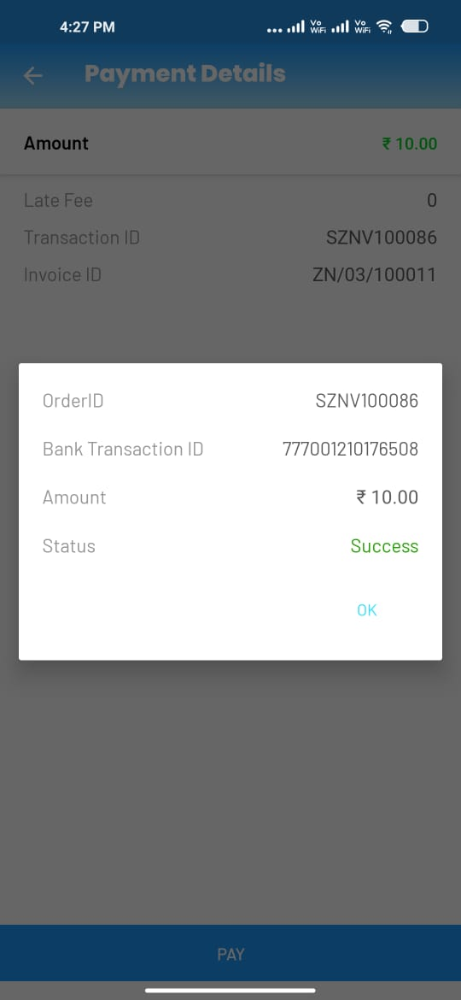 4:27 PM
Vo WiFi Vo WiFi
Payment Details
Amount ₹ 10.00
Late Fee 0
Transaction ID SZNV100086
Invoice ID ZN/03/100011
OrderID SZNV100086
Bank Transaction ID 777001210176508
Amount ₹ 10.00
Status Success
OK
PAY